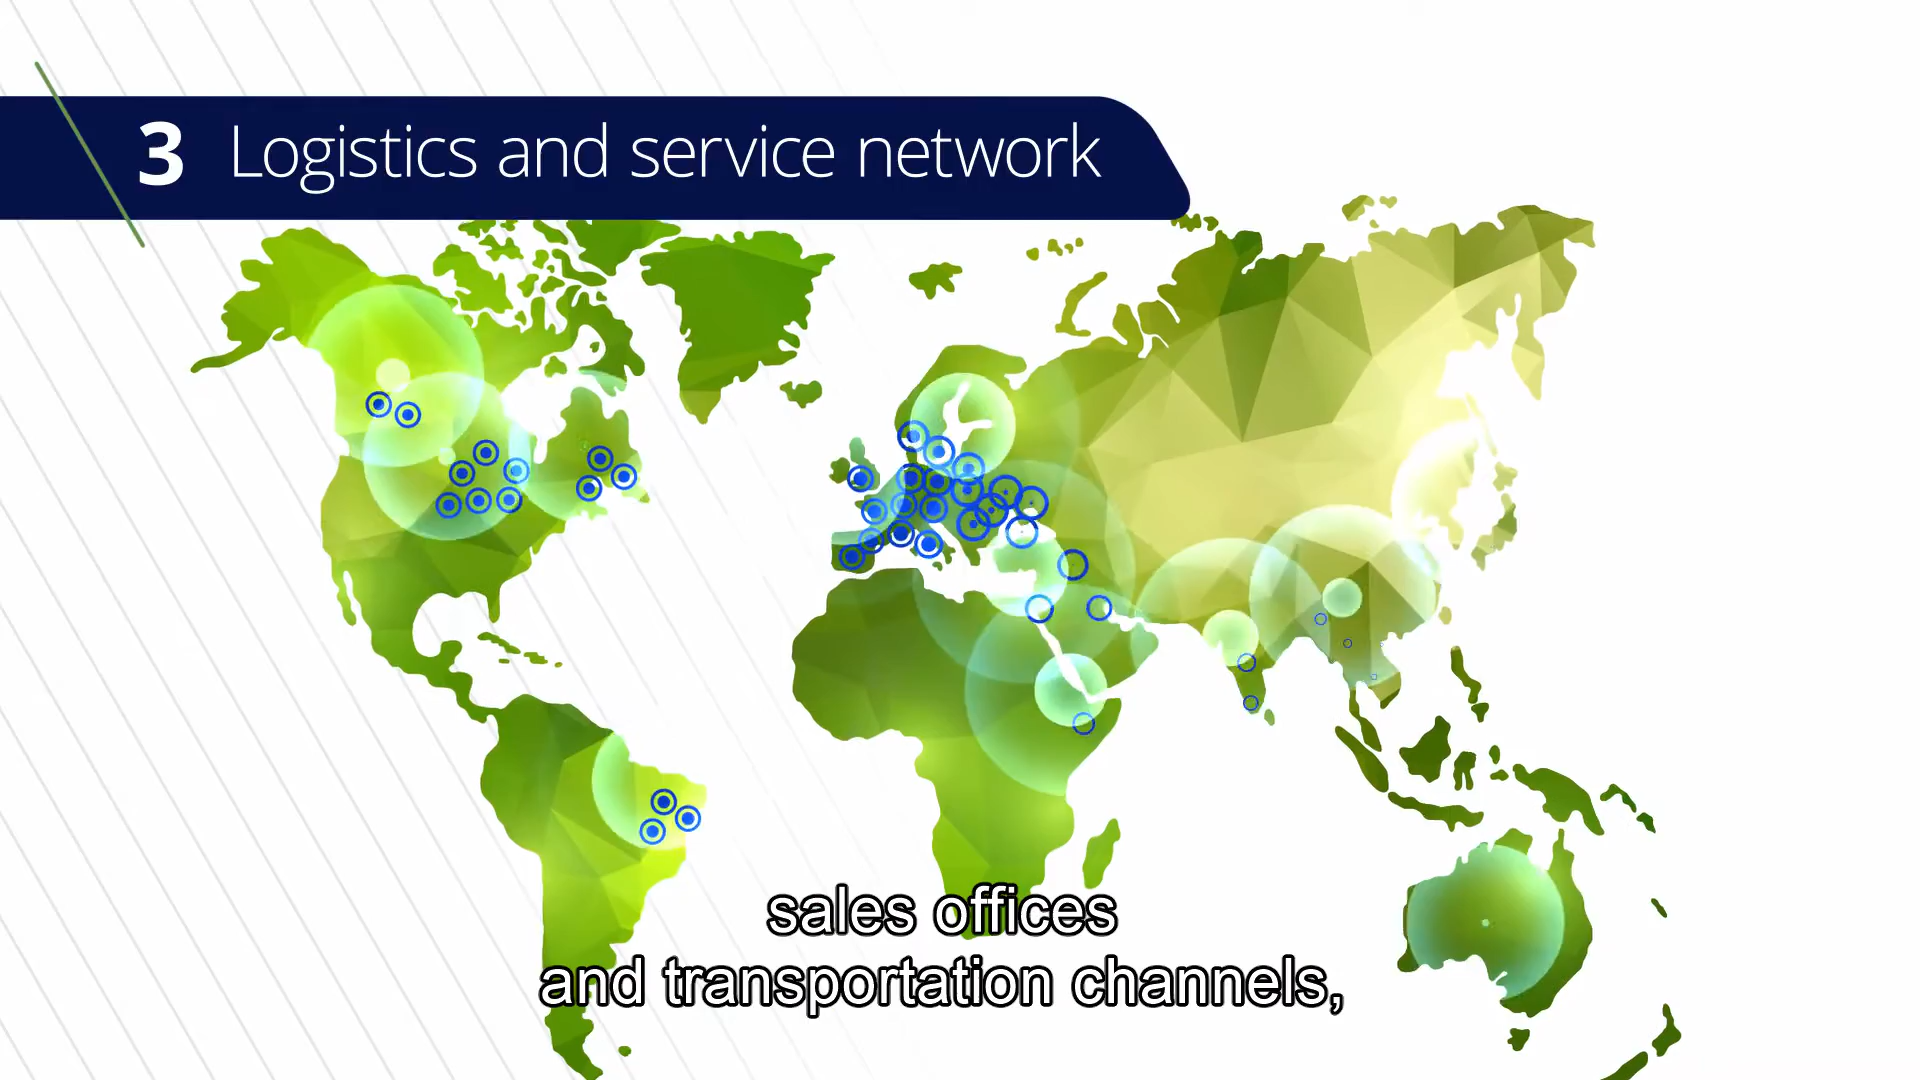 3 Logistics and service network
sales offices
and transportation channels,